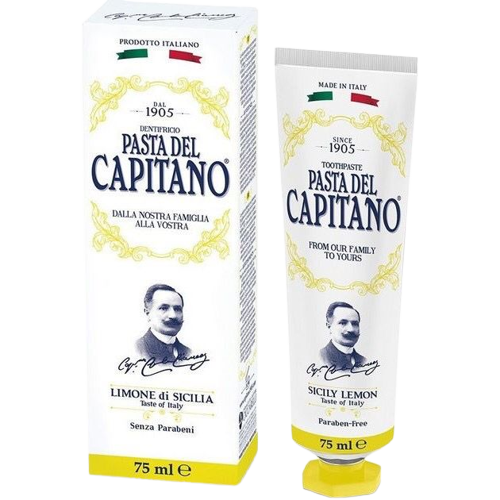 PRODOTTO ITALIANO
DAL
1905
DENTIFRICIO
PASTA DEL
CAPITANO®
DALLA NOSTRA FAMIGLIA
ALLA VOSTRA
LIMONE di SICILIA
Taste of Italy
Senza Parabeni
75 ml ℮
MADE IN ITALY
SINCE
1905
TOOTHPASTE
PASTA DEL
CAPITANO®
FROM OUR FAMILY
TO YOURS
SICILY LEMON
Taste of Italy
Paraben-Free
75 ml ℮